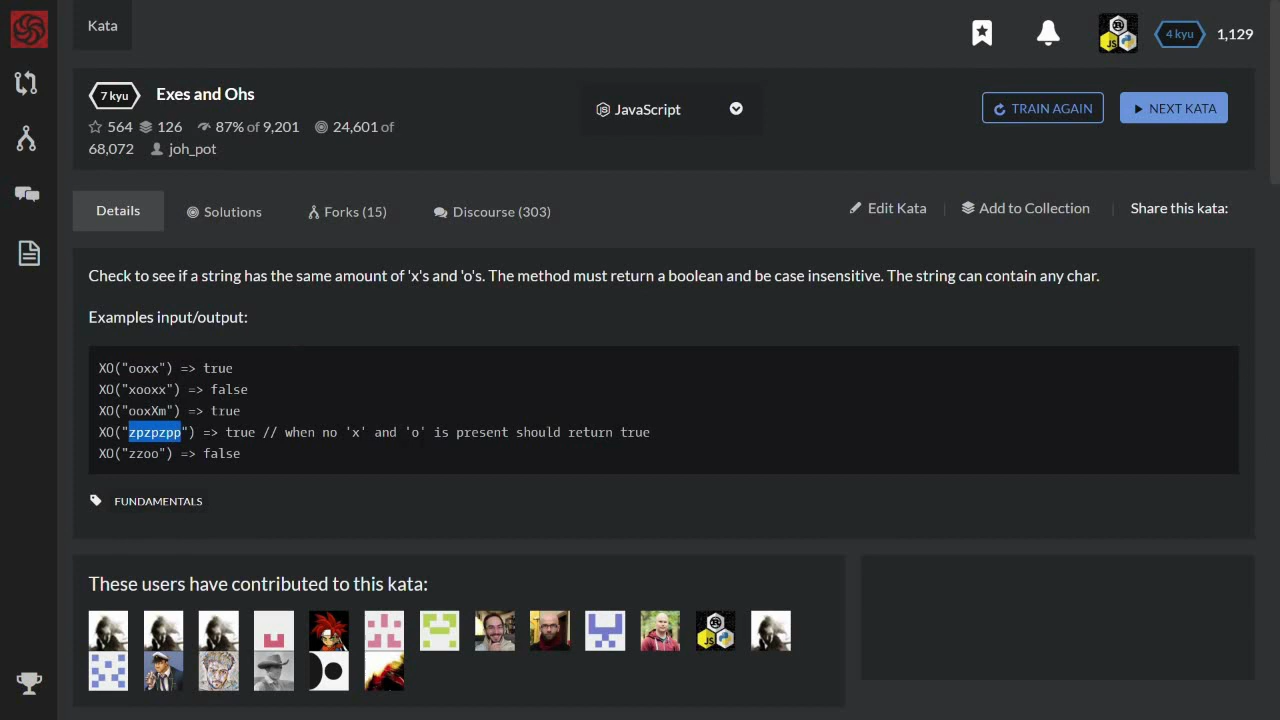 Kata
4 kyu 1,129
7 kyu Exes and Ohs
JavaScript
TRAIN AGAIN
NEXT KATA
564 126 87% of 9,201 24,601 of
68,072 joh_pot
Details Solutions Forks (15) Discourse (303)
Edit Kata Add to Collection Share this kata:
Check to see if a string has the same amount of 'x's and 'o's. The method must return a boolean and be case insensitive. The string can contain any char.
Examples input/output:
XO("ooxx") => true
XO("xooxx") => false
XO("ooxXm") => true
XO("zpzpzpp") => true // when no 'x' and 'o' is present should return true
XO("zzoo") => false
FUNDAMENTALS
These users have contributed to this kata: